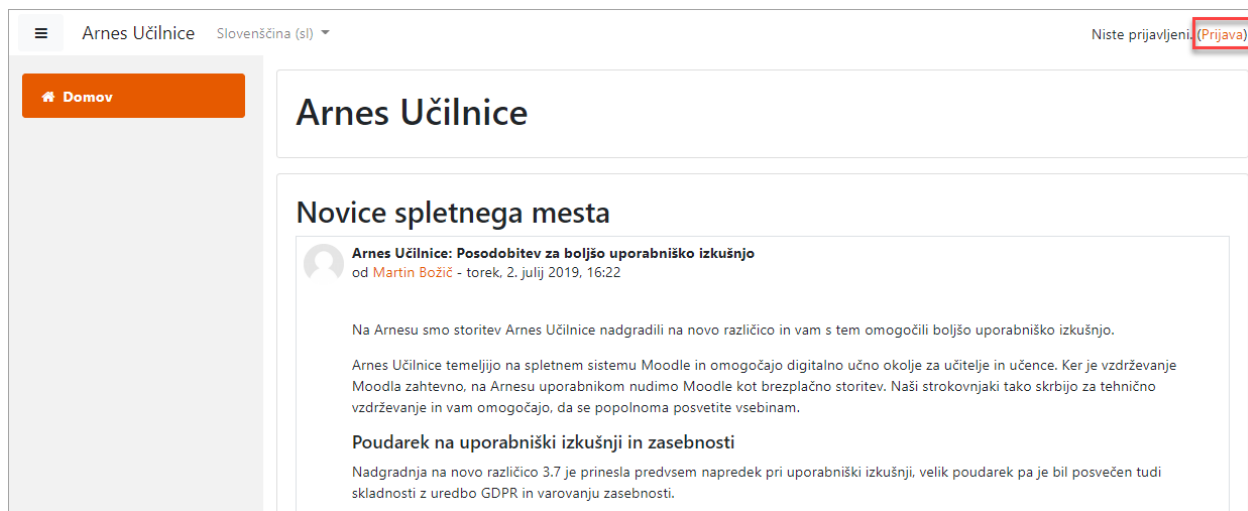 Arnes Učilnice Slovenščina (sl) Niste prijavljeni. (Prijava)
Domov
Arnes Učilnice
Novice spletnega mesta
Arnes Učilnice: Posodobitev za boljšo uporabniško izkušnjo
od Martin Božič - torek, 2. julij 2019, 16:22
Na Arnesu smo storitev Arnes Učilnice nadgradili na novo različico in vam s tem omogočili boljšo uporabniško izkušnjo.
Arnes Učilnice temeljijo na spletnem sistemu Moodle in omogočajo digitalno učno okolje za učitelje in učence. Ker je vzdrževanje
Moodla zahtevno, na Arnesu uporabnikom nudimo Moodle kot brezplačno storitev. Naši strokovnjaki tako skrbijo za tehnično
vzdrževanje in vam omogočajo, da se popolnoma posvetite vsebinam.
Poudarek na uporabniški izkušnji in zasebnosti
Nadgradnja na novo različico 3.7 je prinesla predvsem napredek pri uporabniški izkušnji, velik poudarek pa je bil posvečen tudi
skladnosti z uredbo GDPR in varovanju zasebnosti.